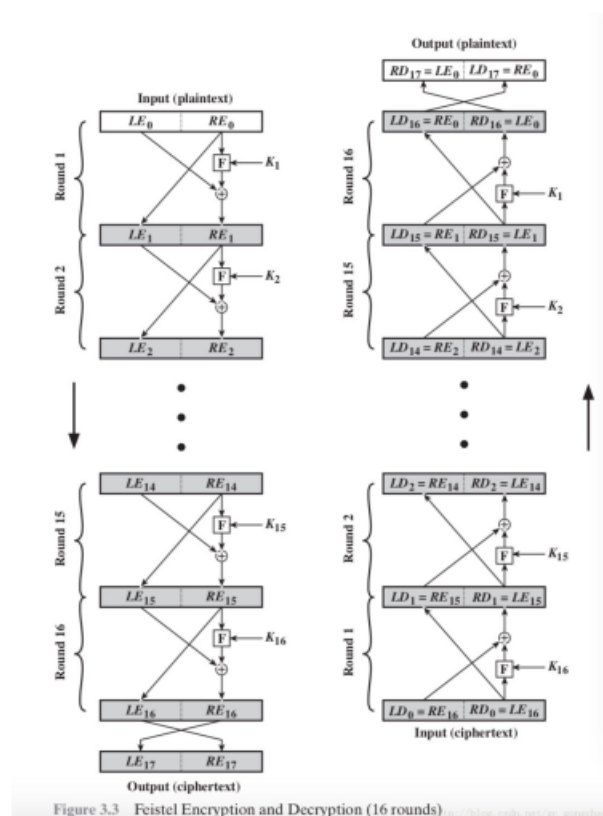 Input (plaintext)
LE0 RE0
Round 1
F
K1
+
LE1 RE1
Round 2
F
K2
+
LE2 RE2
LE14 RE14
Round 15
F
K15
+
LE15 RE15
Round 16
F
K16
+
LE16 RE16
LE17 RE17
Output (ciphertext)
Output (plaintext)
RD17 = LE0 LD17 = RE0
LD16 = RE0 RD16 = LE0
Round 16
+
F
K1
LD15 = RE1 RD15 = LE1
Round 15
+
F
K2
LD14 = RE2 RD14 = LE2
LD2 = RE14 RD2 = LE14
Round 2
+
F
K15
LD1 = RE15 RD1 = LE15
Round 1
+
F
K16
LD0 = RE16 RD0 = LE16
Input (ciphertext)
Figure 3.3 Feistel Encryption and Decryption (16 rounds)